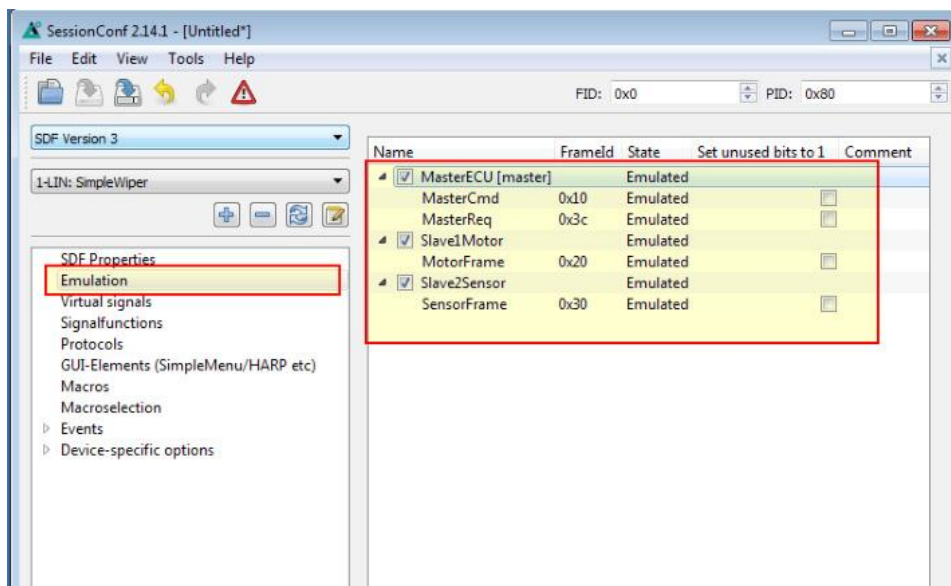 SessionConf 2.14.1 - [Untitled*]
File Edit View Tools Help
FID: 0x0 PID: 0x80
SDF Version 3
1-LIN: SimpleWiper
SDF Properties
Emulation
Virtual signals
Signalfunctions
Protocols
GUI-Elements (SimpleMenu/HARP etc)
Macros
Macroselection
Events
Device-specific options
Name FrameId State Set unused bits to 1 Comment
MasterECU [master] Emulated
MasterCmd 0x10 Emulated
MasterReq 0x3c Emulated
Slave1Motor Emulated
MotorFrame 0x20 Emulated
Slave2Sensor Emulated
SensorFrame 0x30 Emulated